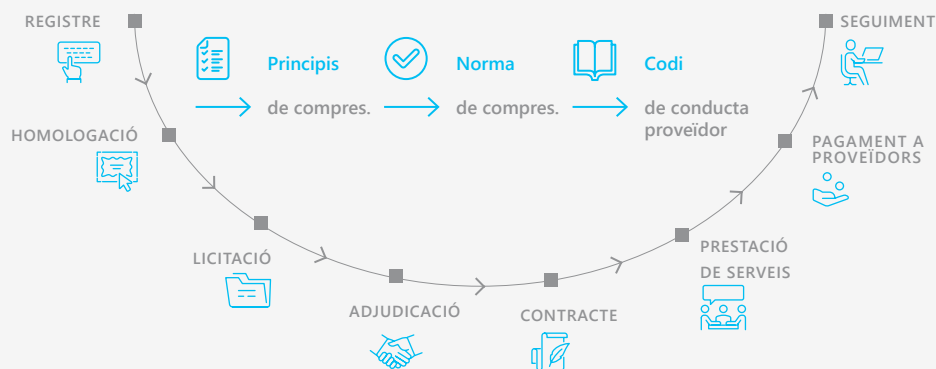 REGISTRE
SEGUIMENT
Principis
de compres.
Norma
de compres.
Codi
de conducta
proveïdor
HOMOLOGACIÓ
PAGAMENT A
PROVEÏDORS
LICITACIÓ
PRESTACIÓ
DE SERVEIS
ADJUDICACIÓ
CONTRACTE